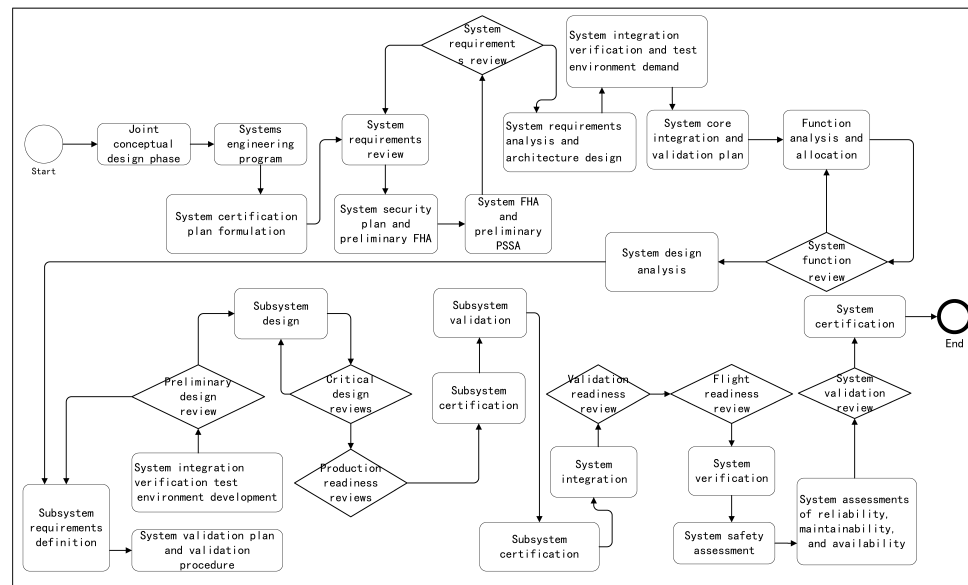 System
requirement
s review
System integration
verification and test
environment demand
Start
Joint
conceptual
design phase
Systems
engineering
program
System
requirements
review
System requirements
analysis and
architecture design
System core
integration and
validation plan
Function
analysis and
allocation
System certification
plan formulation
System security
plan and
preliminary FHA
System FHA and
preliminary
PSSA
System design
analysis
System
function
review
Subsystem
design
Subsystem
validation
System
certification
End
Preliminary
design
review
Critical
design
reviews
Subsystem
certification
Validation
readiness
review
Flight
readiness
review
System
validation
review
System integration
verification test
environment development
Production
readiness
reviews
System
integration
System
verification
Subsystem
requirements
definition
System validation plan
and validation
procedure
Subsystem
certification
System safety
assessment
System assessments
of reliability,
maintainability,
and availability